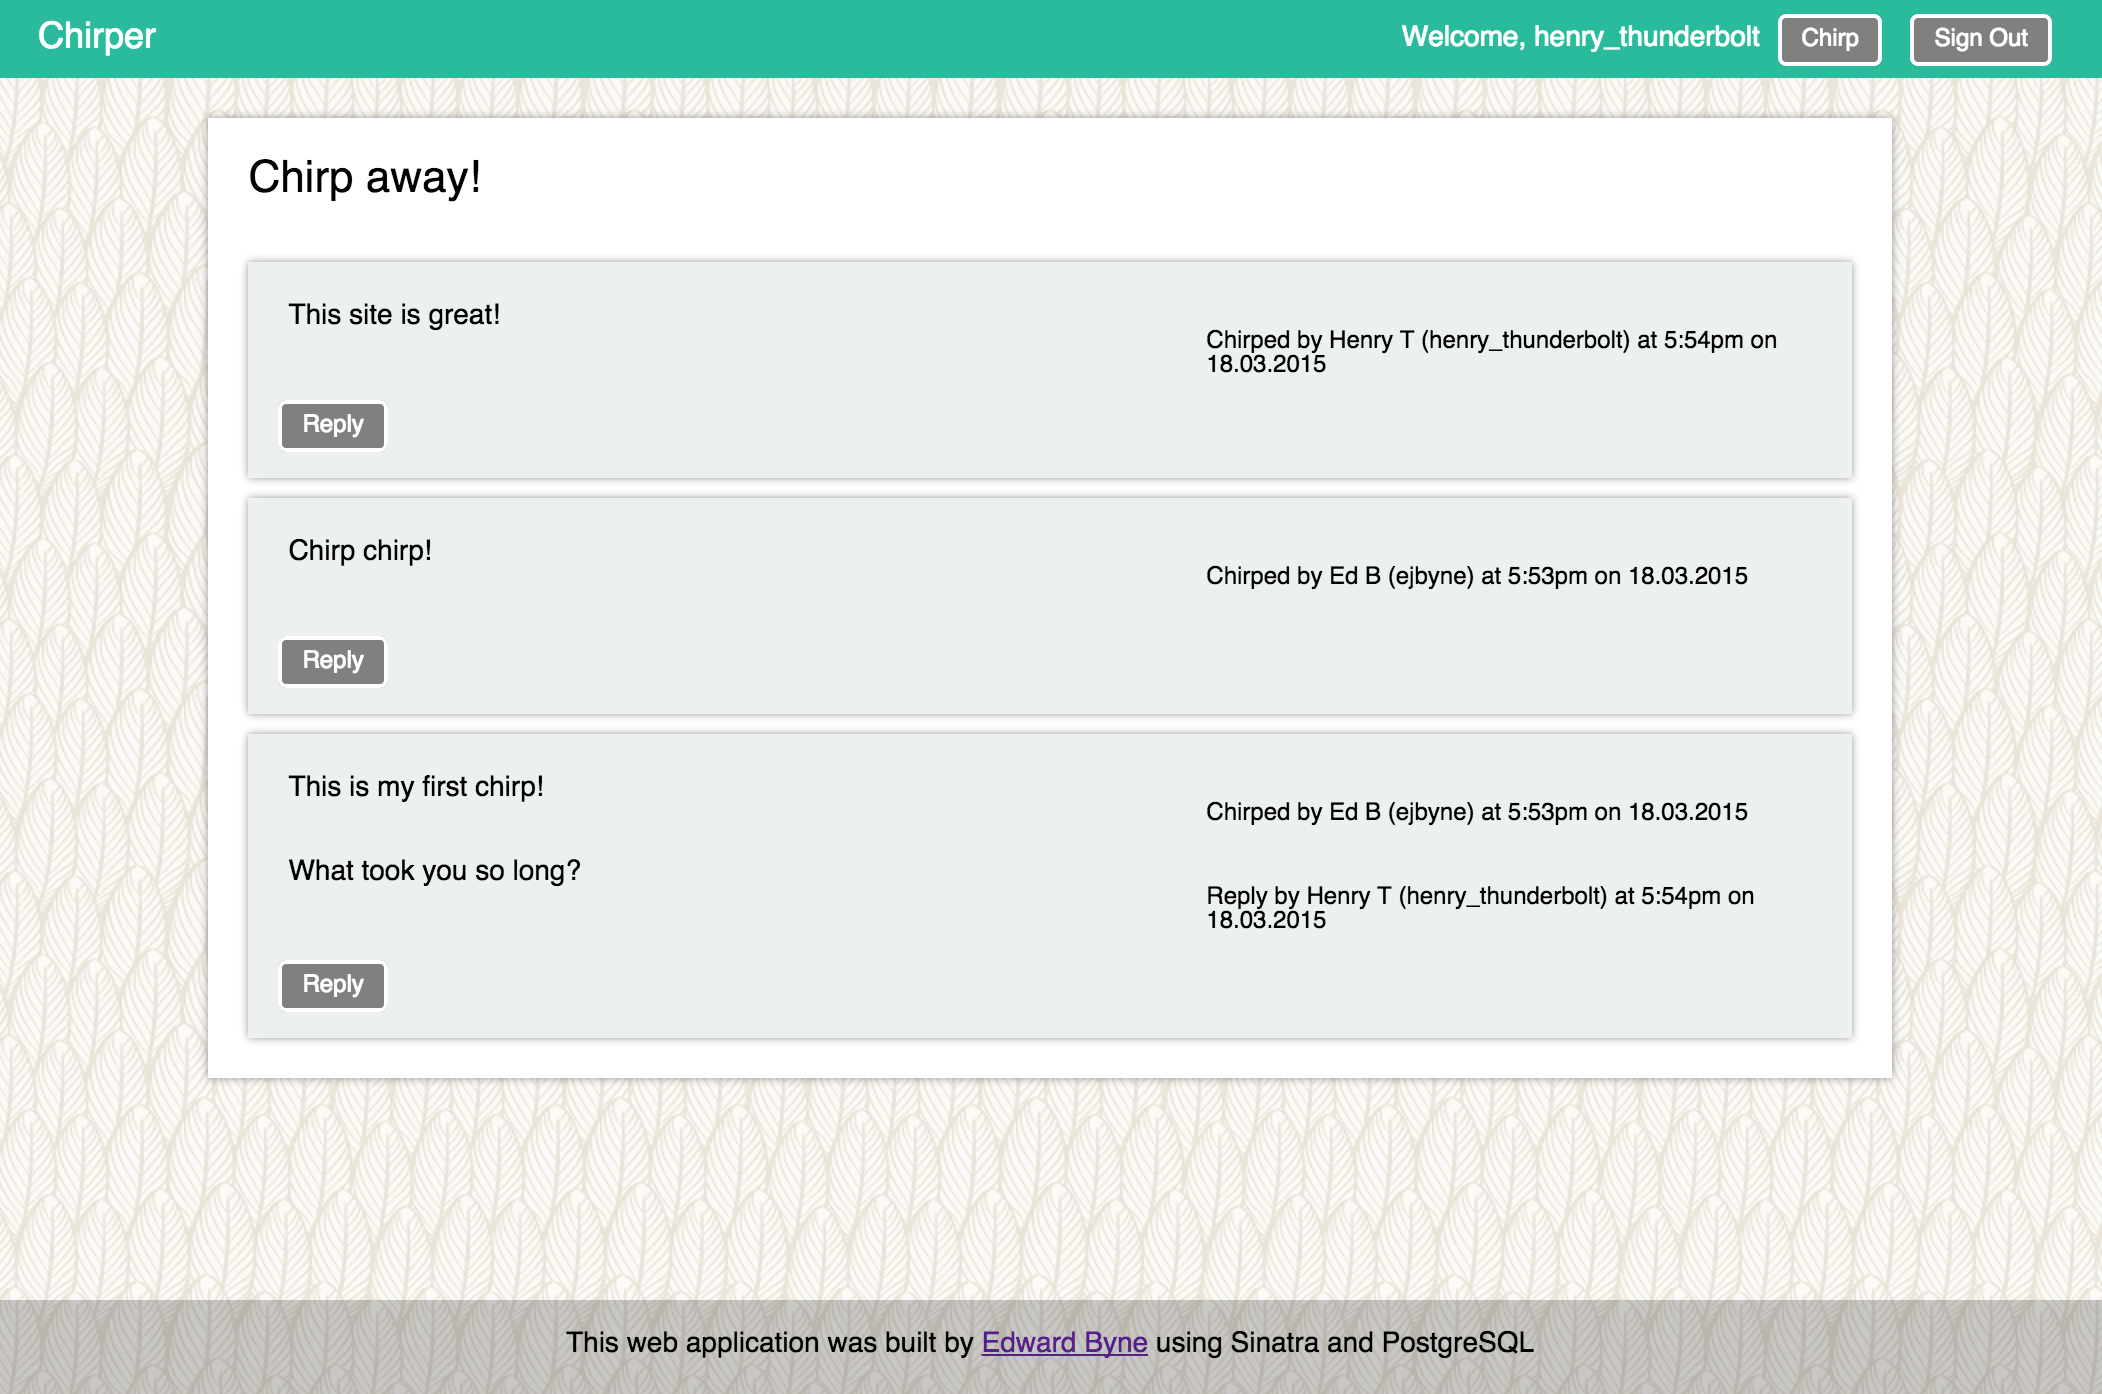 Chirper
Welcome, henry_thunderbolt
Chirp
Sign Out
Chirp away!
This site is great!
Chirped by Henry T (henry_thunderbolt) at 5:54pm on
18.03.2015
Reply
Chirp chirp!
Chirped by Ed B (ejbyne) at 5:53pm on 18.03.2015
Reply
This is my first chirp!
Chirped by Ed B (ejbyne) at 5:53pm on 18.03.2015
What took you so long?
Reply by Henry T (henry_thunderbolt) at 5:54pm on
18.03.2015
Reply
This web application was built by Edward Byne using Sinatra and PostgreSQL